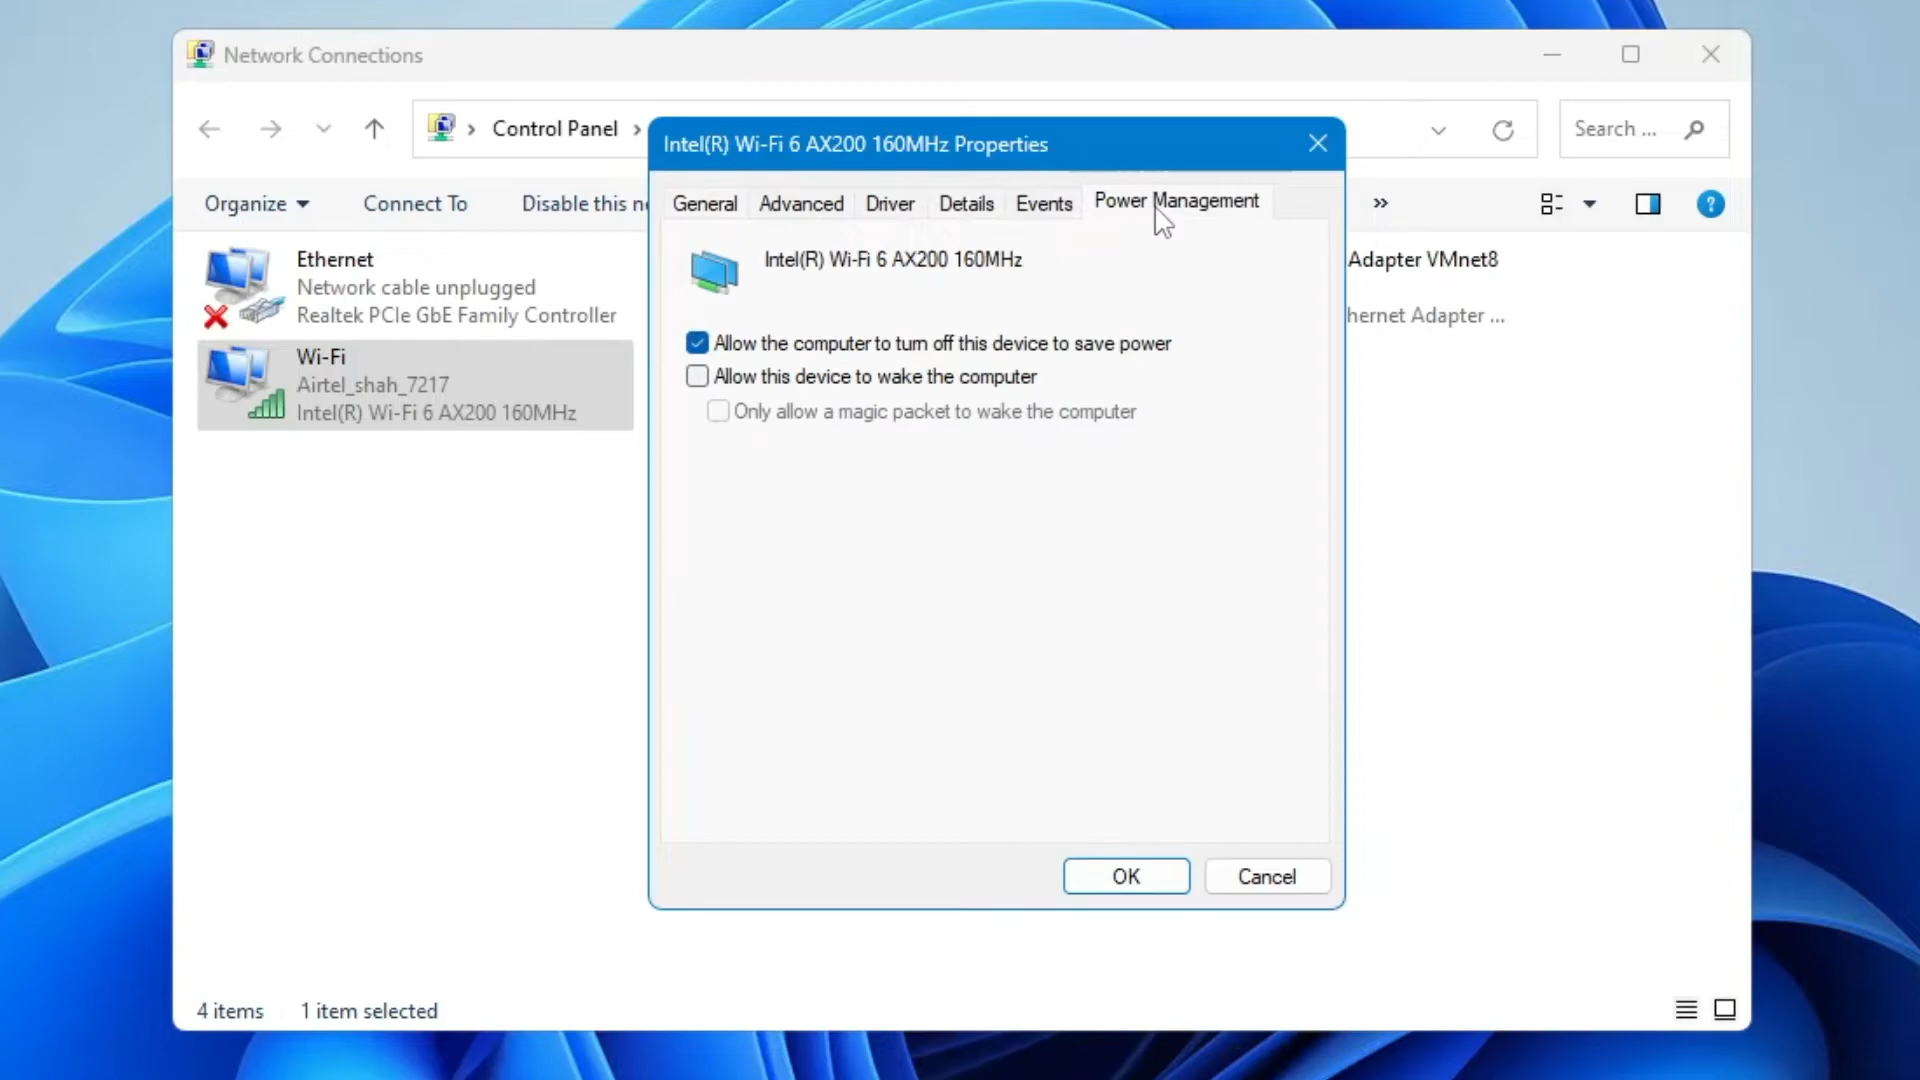 Network Connections
Control Panel
Search ...
Intel(R) Wi-Fi 6 AX200 160MHz Properties
Organize
Connect To
Disable this ne
General
Advanced
Driver
Details
Events
Power Management
»
Ethernet
Network cable unplugged
Realtek PCIe GbE Family Controller
Wi-Fi
Airtel_shah_7217
Intel(R) Wi-Fi 6 AX200 160MHz
Intel(R) Wi-Fi 6 AX200 160MHz
Allow the computer to turn off this device to save power
Allow this device to wake the computer
Only allow a magic packet to wake the computer
Adapter VMnet8
hernet Adapter ...
OK
Cancel
4 items
1 item selected